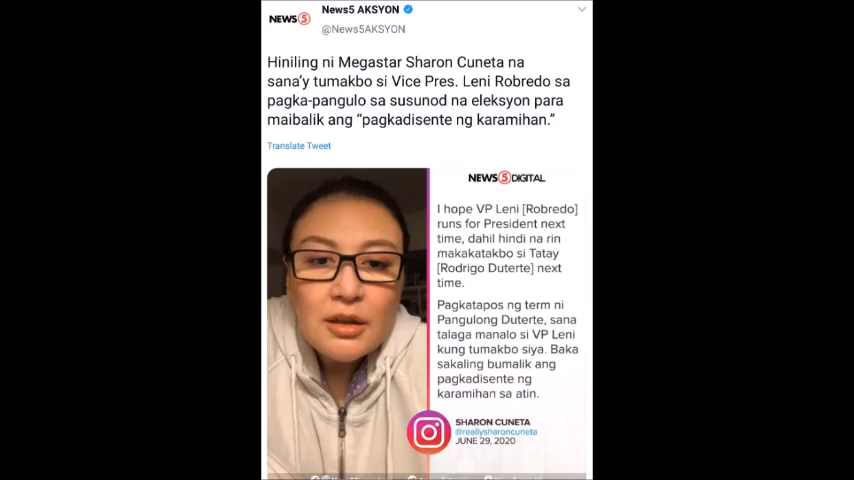 NEWS5
News5 AKSYON
@News5AKSYON
Hiniling ni Megastar Sharon Cuneta na
sana'y tumakbo si Vice Pres. Leni Robredo sa
pagka-pangulo sa susunod na eleksyon para
maibalik ang “pagkadisente ng karamihan.”
Translate Tweet
NEWS5DIGITAL
I hope VP Leni [Robredo]
runs for President next
time, dahil hindi na rin
makakatakbo si Tatay
[Rodrigo Duterte] next
time.
Pagkatapos ng term ni
Pangulong Duterte, sana
talaga manalo si VP Leni
kung tumakbo siya. Baka
sakaling bumalik ang
pagkadisente ng
karamihan sa atin.
SHARON CUNETA
@reallysharoncuneta
JUNE 29, 2020